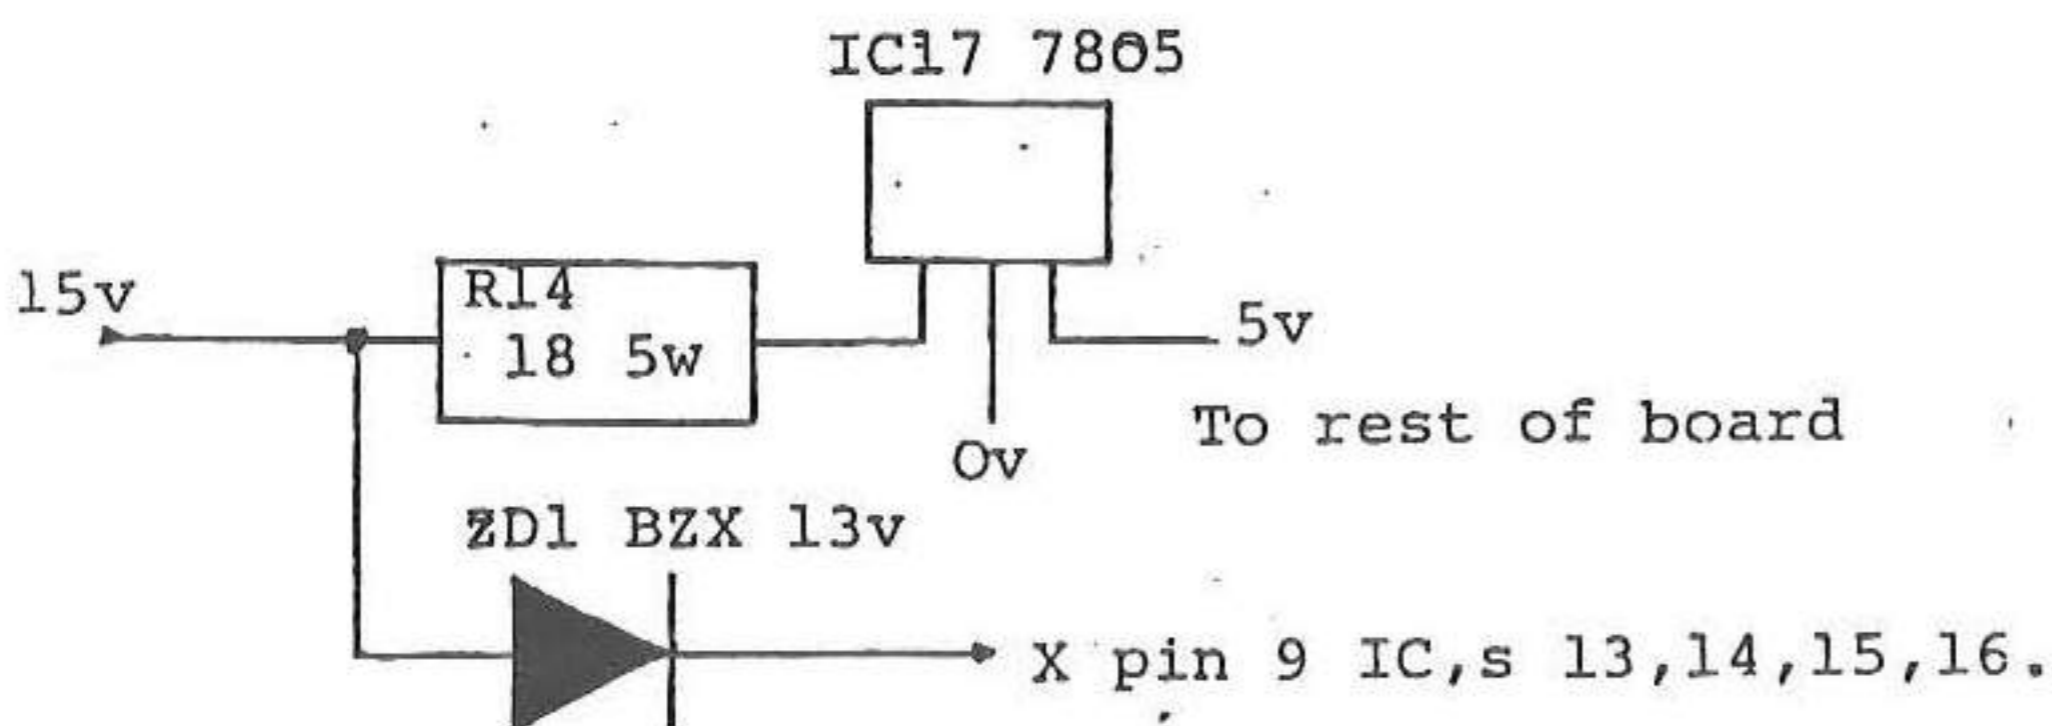 IC17 7805
15v
R14
18 5w
5v
To rest of board
0v
ZD1 BZX 13v
X pin 9 IC,s 13,14,15,16.